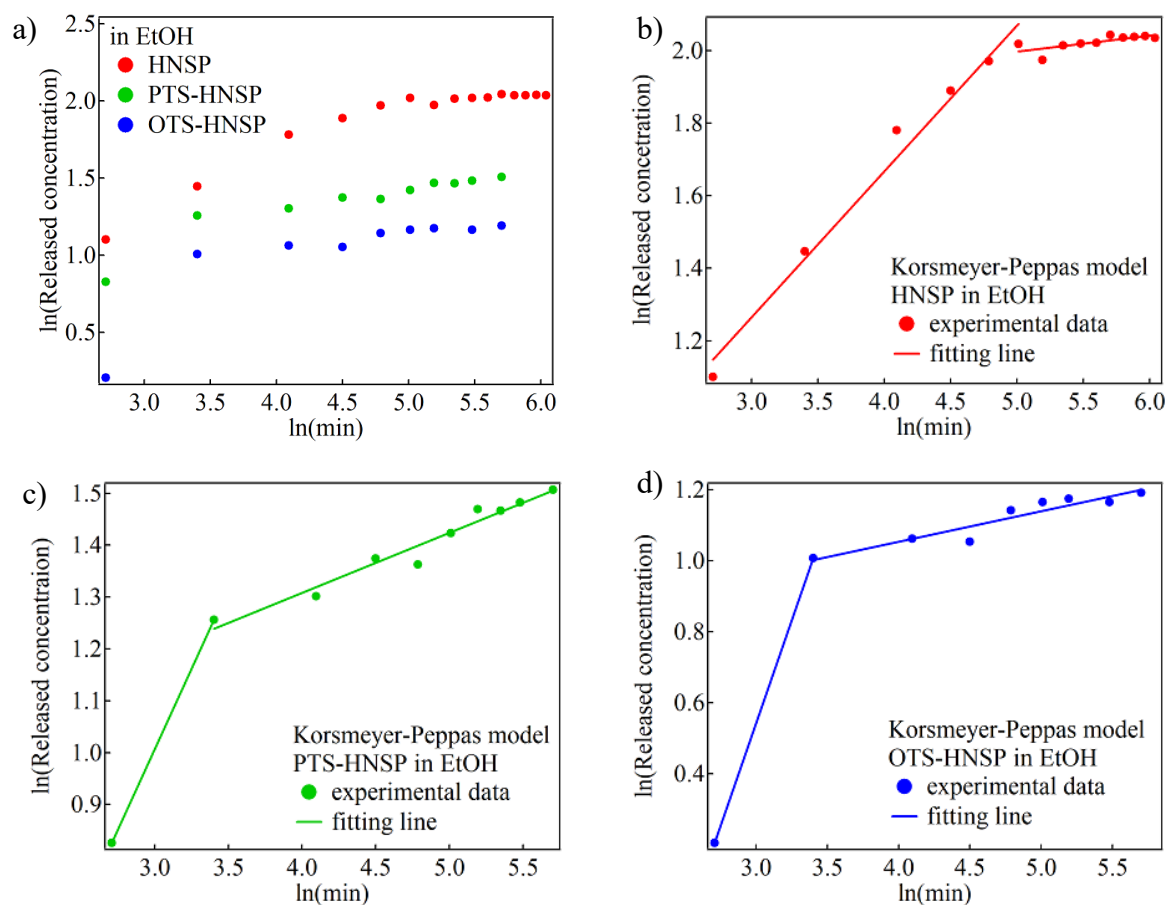 a)
2.5
2.0
1.5
1.0
0.5
ln(Released concentration)
in EtOH
HNSP
PTS-HNSP
OTS-HNSP
3.0 3.5 4.0 4.5 5.0 5.5 6.0
ln(min)
b)
2.0
1.8
1.6
1.4
1.2
ln(Released concetration)
Korsmeyer-Peppas model
HNSP in EtOH
experimental data
fitting line
3.0 3.5 4.0 4.5 5.0 5.5 6.0
ln(min)
c)
1.5
1.4
1.3
1.2
1.1
1.0
0.9
ln(Released concentraion)
Korsmeyer-Peppas model
PTS-HNSP in EtOH
experimental data
fitting line
3.0 3.5 4.0 4.5 5.0 5.5
ln(min)
d)
1.2
1.0
0.8
0.6
0.4
ln(Released concentration)
Korsmeyer-Peppas model
OTS-HNSP in EtOH
experimental data
fitting line
3.0 3.5 4.0 4.5 5.0 5.5
ln(min)